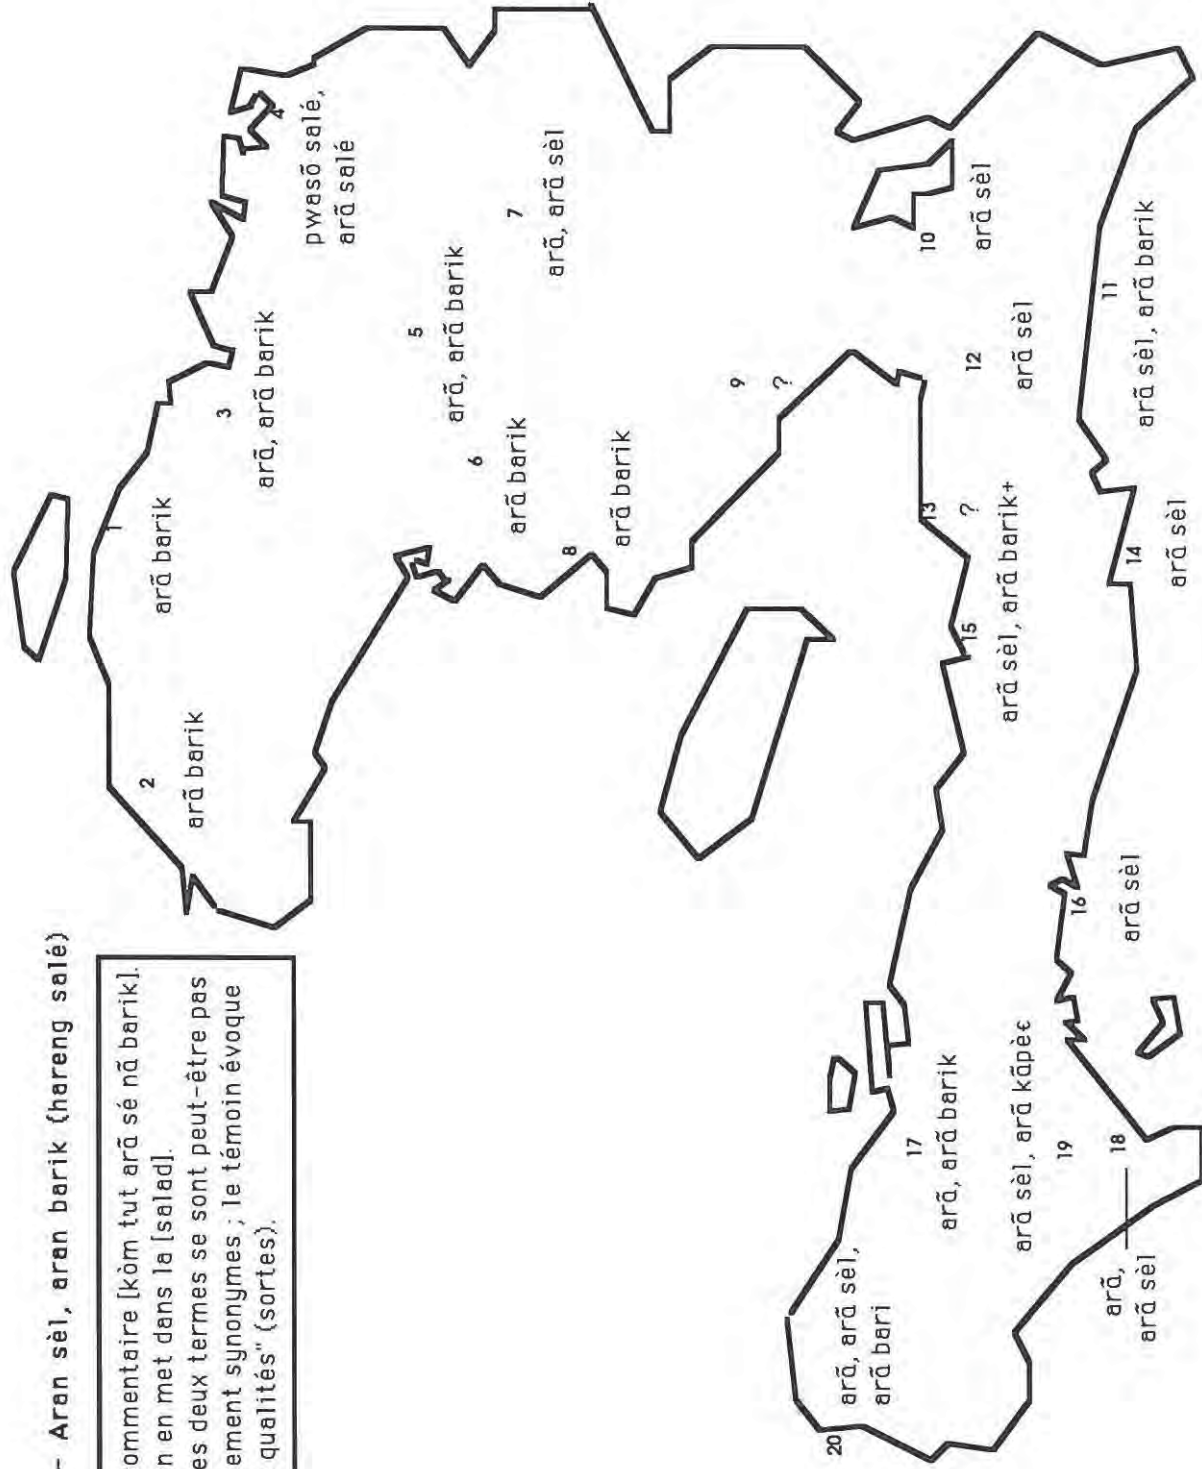 – Aran sèl, aran barik (hareng salé)
ommentaire [kòm tut arã sé nã barik].
n en met dans la [salad].
es deux termes se sont peut-être pas
ement synonymes ; le témoin évoque
qualités" (sortes).
1
arã barik
2
arã barik
3
arã, arã barik
4
pwasõ salé,
arã salé
5
arã, arã barik
6
arã barik
7
arã, arã sèl
8
arã barik
9
?
10
arã sèl
11
arã sèl, arã barik
12
arã sèl
13
?
14
arã sèl
15
arã sèl, arã barik+
16
arã sèl
17
arã, arã barik
18
arã,
arã sèl
19
arã sèl, arã kãpè€
20
arã, arã sèl,
arã bari